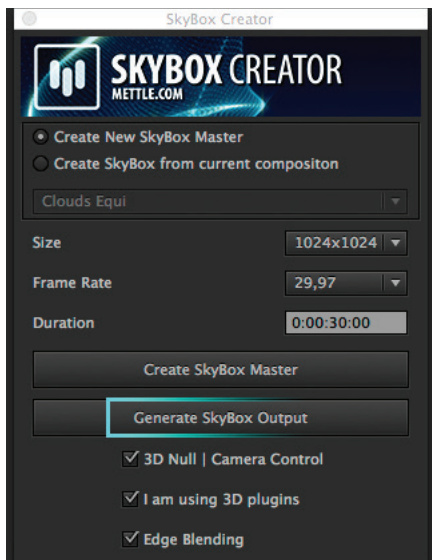 SkyBox Creator
SKYBOX CREATOR
METTLE.COM
Create New SkyBox Master
Create SkyBox from current compositon
Clouds Equi
Size 1024x1024
Frame Rate 29,97
Duration 0:00:30:00
Create SkyBox Master
Generate SkyBox Output
3D Null | Camera Control
I am using 3D plugins
Edge Blending